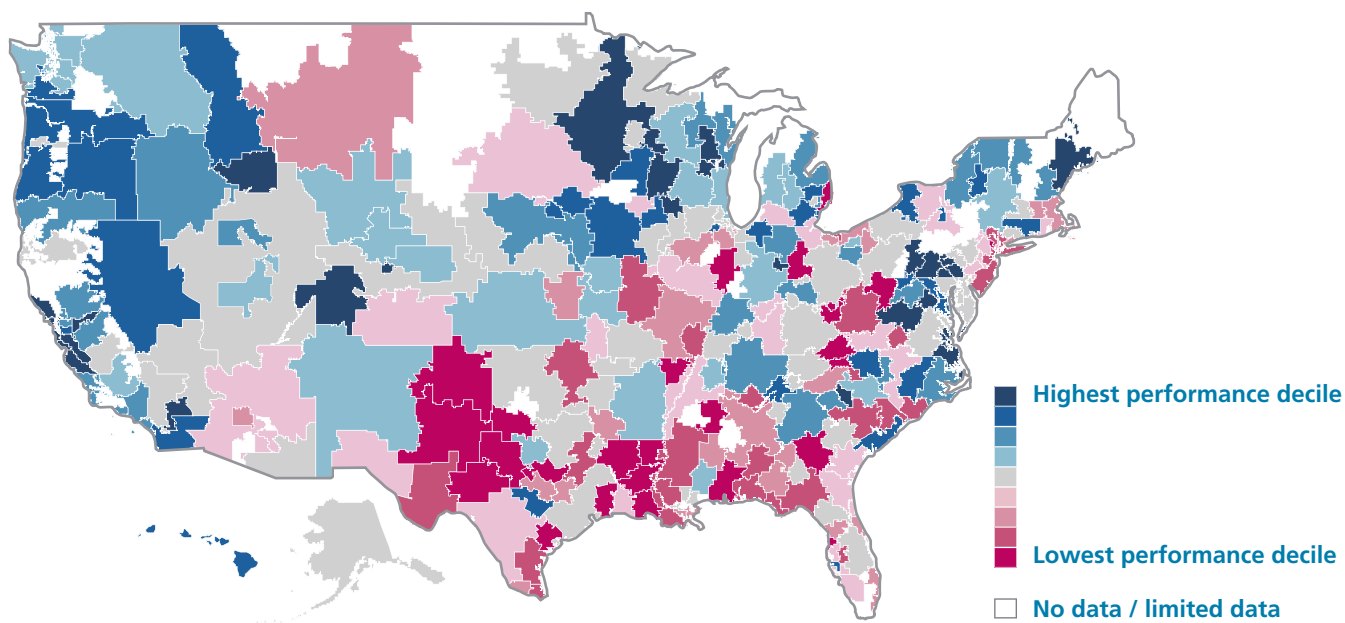 Highest performance decile
Lowest performance decile
No data / limited data